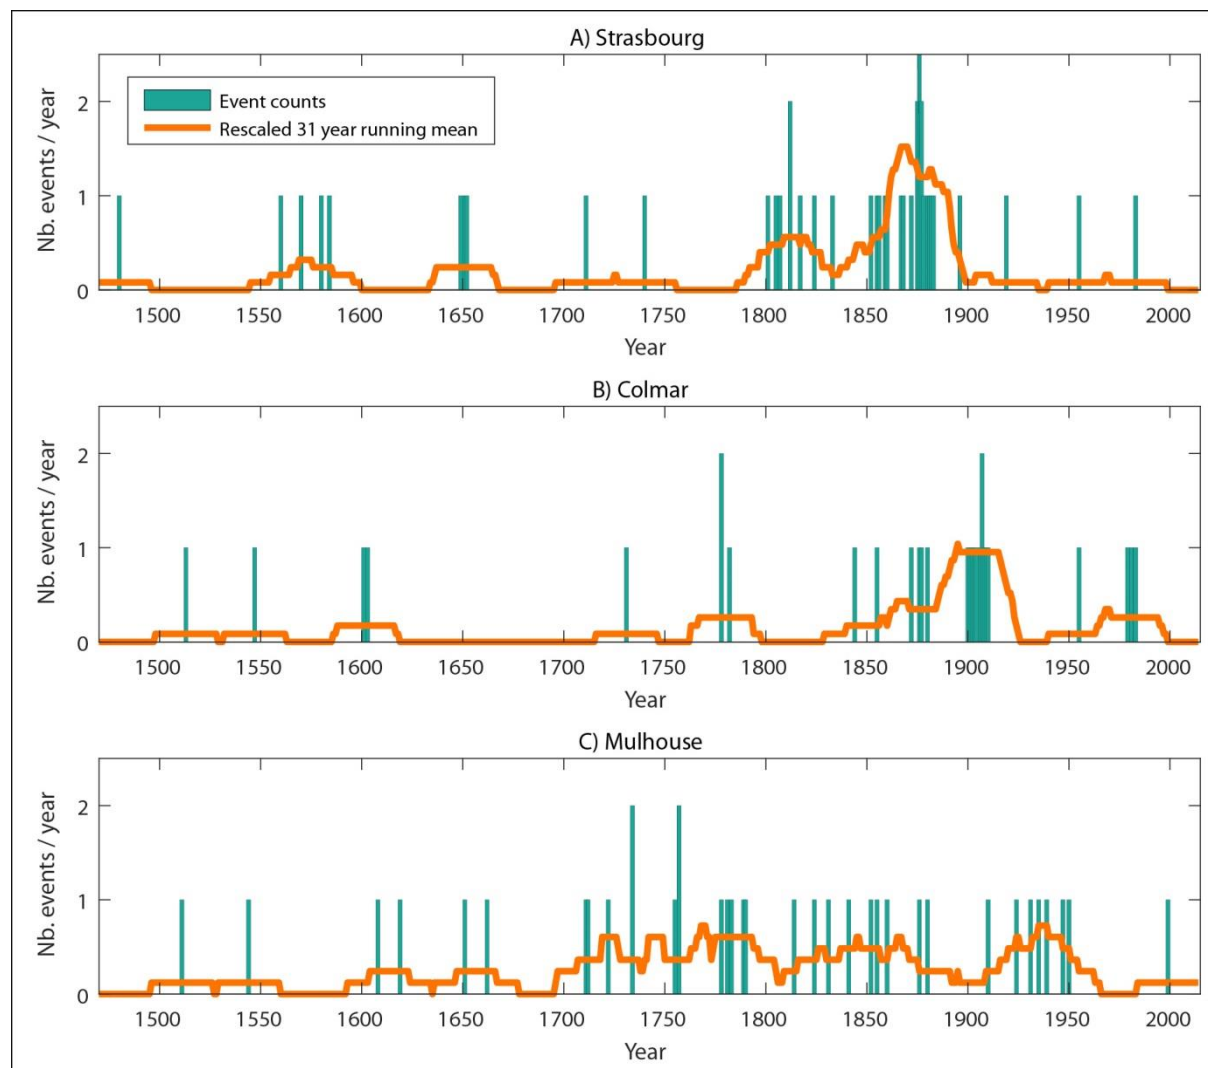 A) Strasbourg
Nb. events / year
2
1
0
Event counts
Rescaled 31 year running mean
1500 1550 1600 1650 1700 1750 1800 1850 1900 1950 2000
Year
B) Colmar
Nb. events / year
2
1
0
1500 1550 1600 1650 1700 1750 1800 1850 1900 1950 2000
Year
C) Mulhouse
Nb. events / year
2
1
0
1500 1550 1600 1650 1700 1750 1800 1850 1900 1950 2000
Year